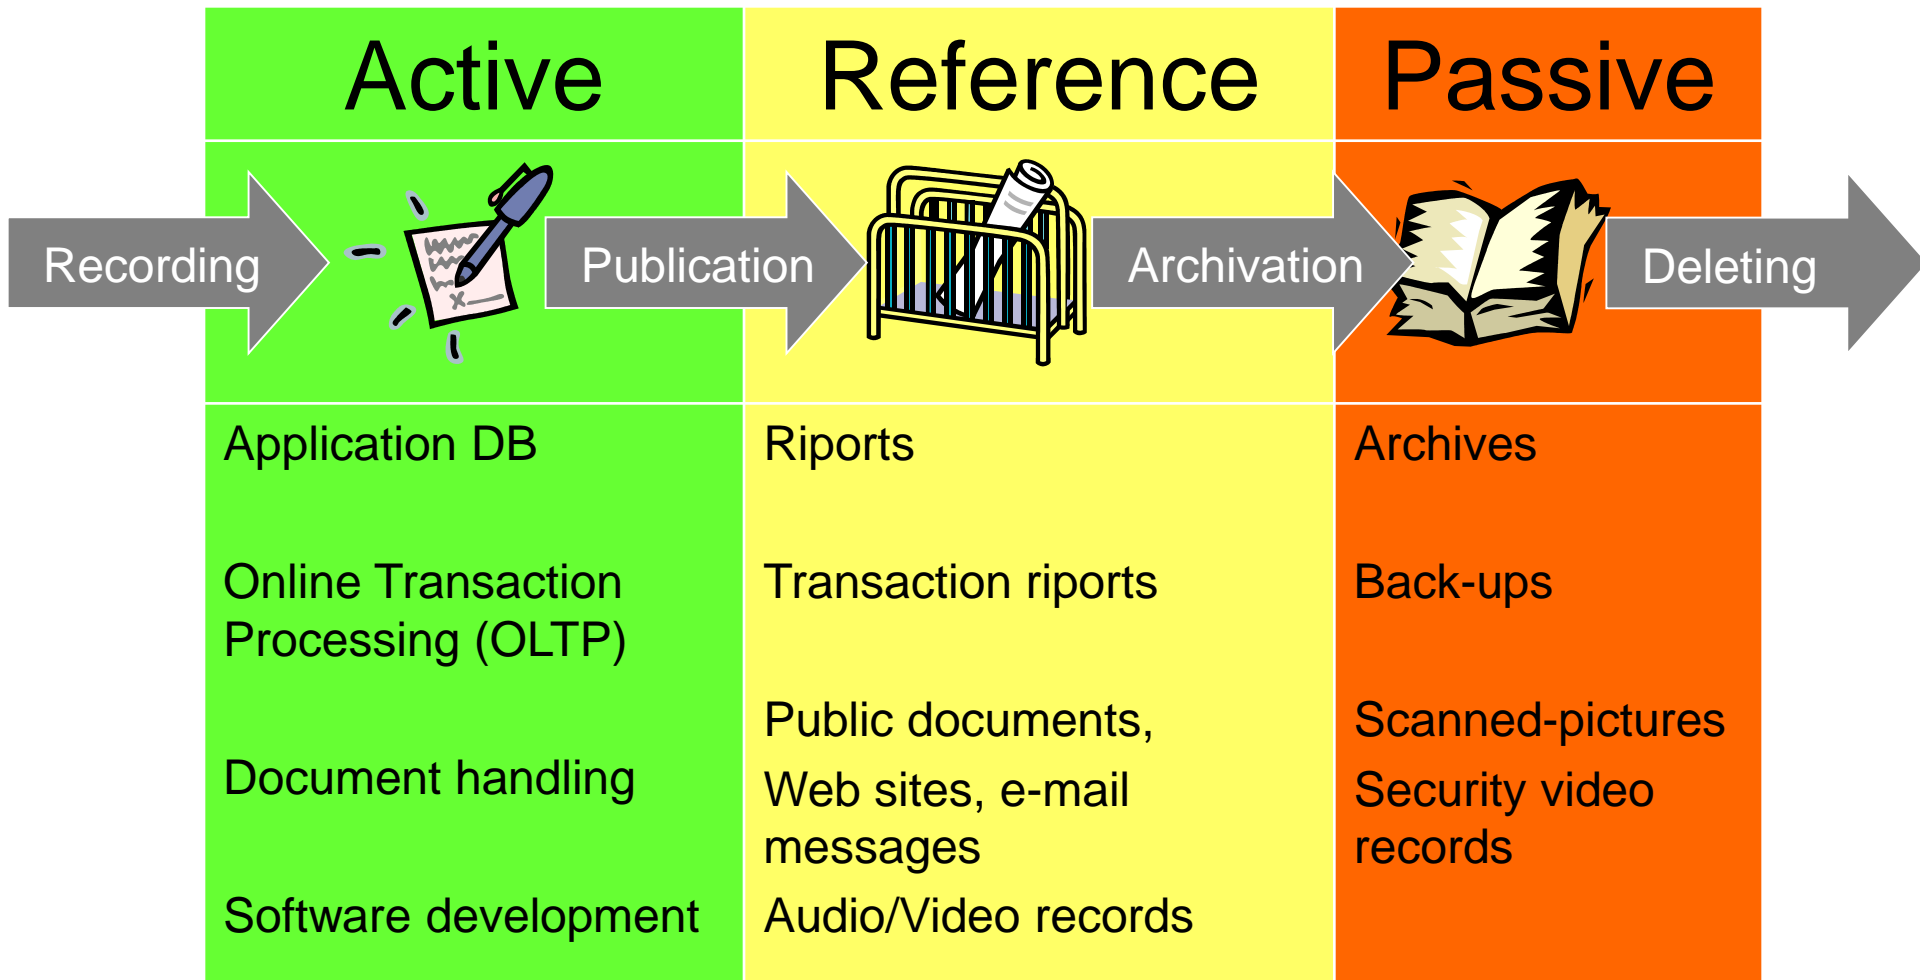 Active
Reference
Passive
Recording
Publication
Archivation
Deleting
Application DB
Online Transaction
Processing (OLTP)
Document handling
Software development
Riports
Transaction riports
Public documents,
Web sites, e-mail
messages
Audio/Video records
Archives
Back-ups
Scanned-pictures
Security video
records